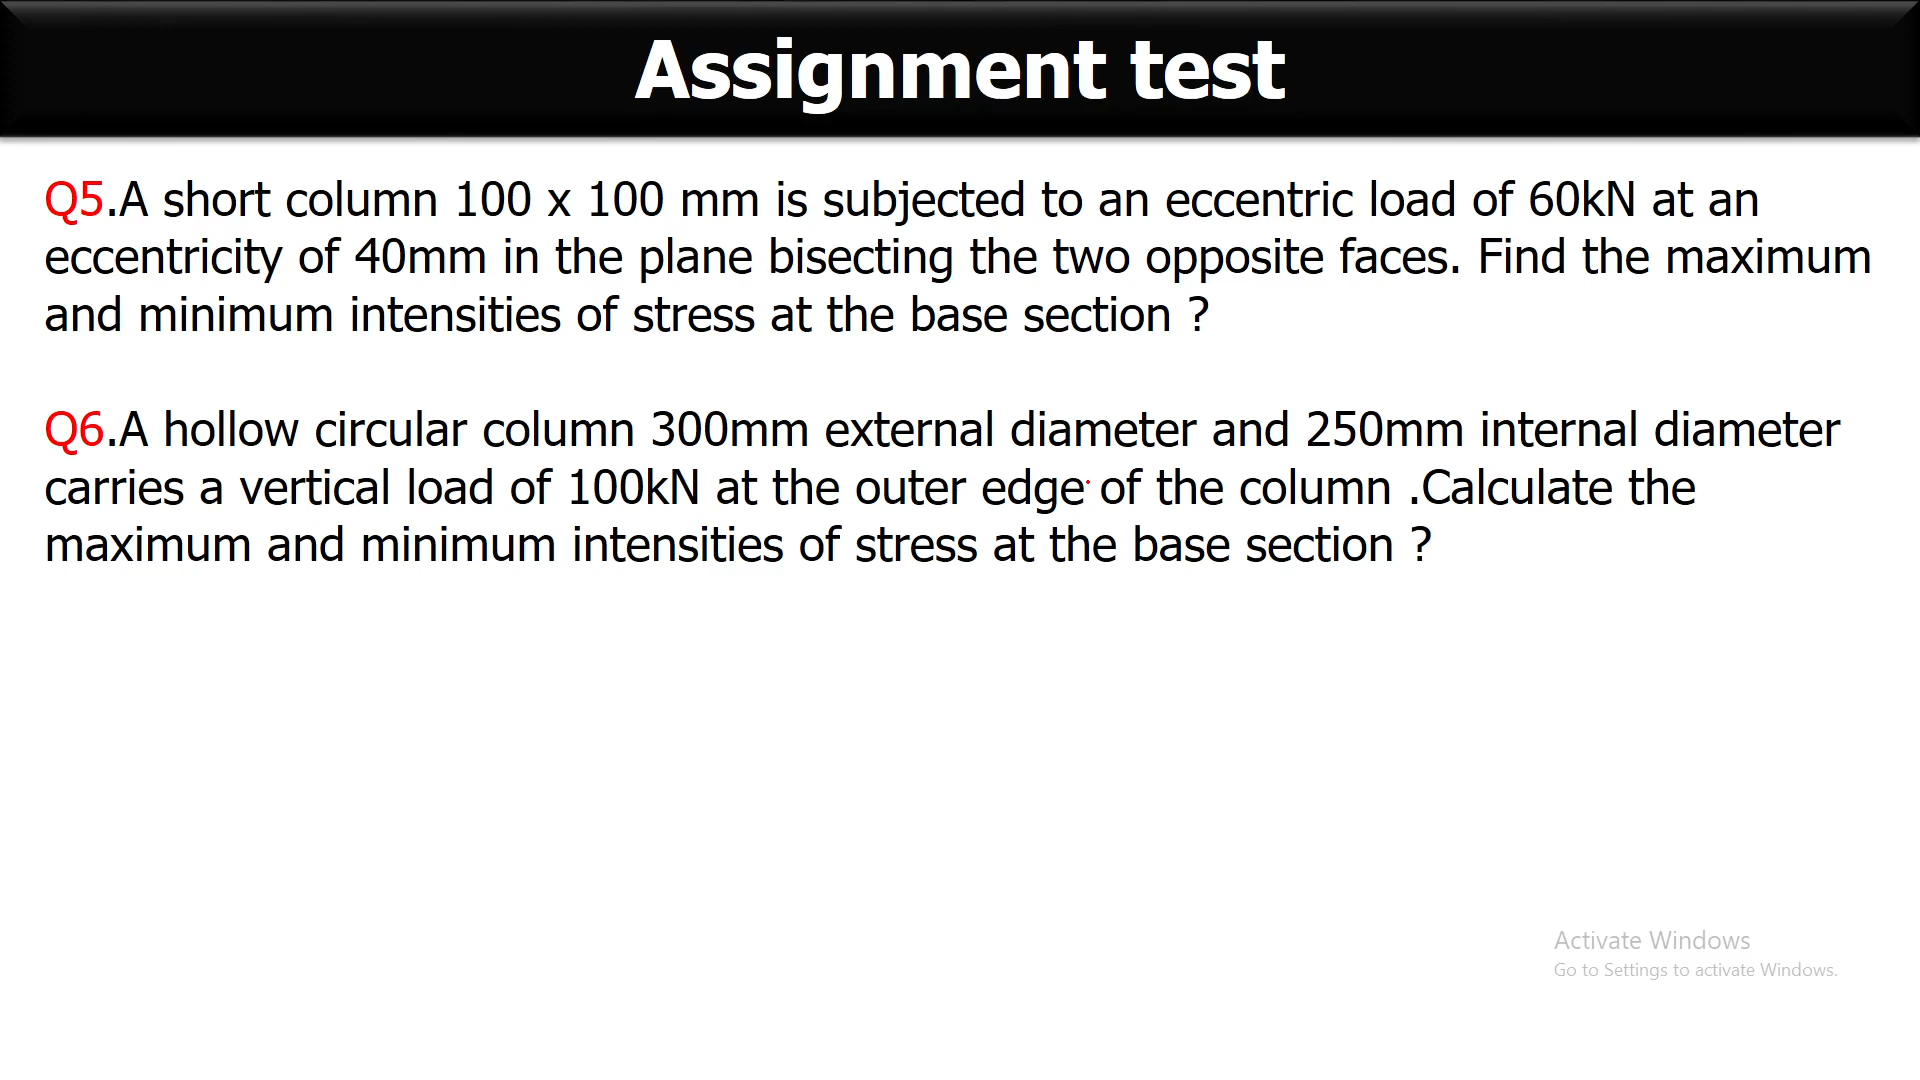 Assignment test
Q5.A short column 100 x 100 mm is subjected to an eccentric load of 60kN at an
eccentricity of 40mm in the plane bisecting the two opposite faces. Find the maximum
and minimum intensities of stress at the base section ?
Q6.A hollow circular column 300mm external diameter and 250mm internal diameter
carries a vertical load of 100kN at the outer edge of the column .Calculate the
maximum and minimum intensities of stress at the base section ?
Activate Windows
Go to Settings to activate Windows.